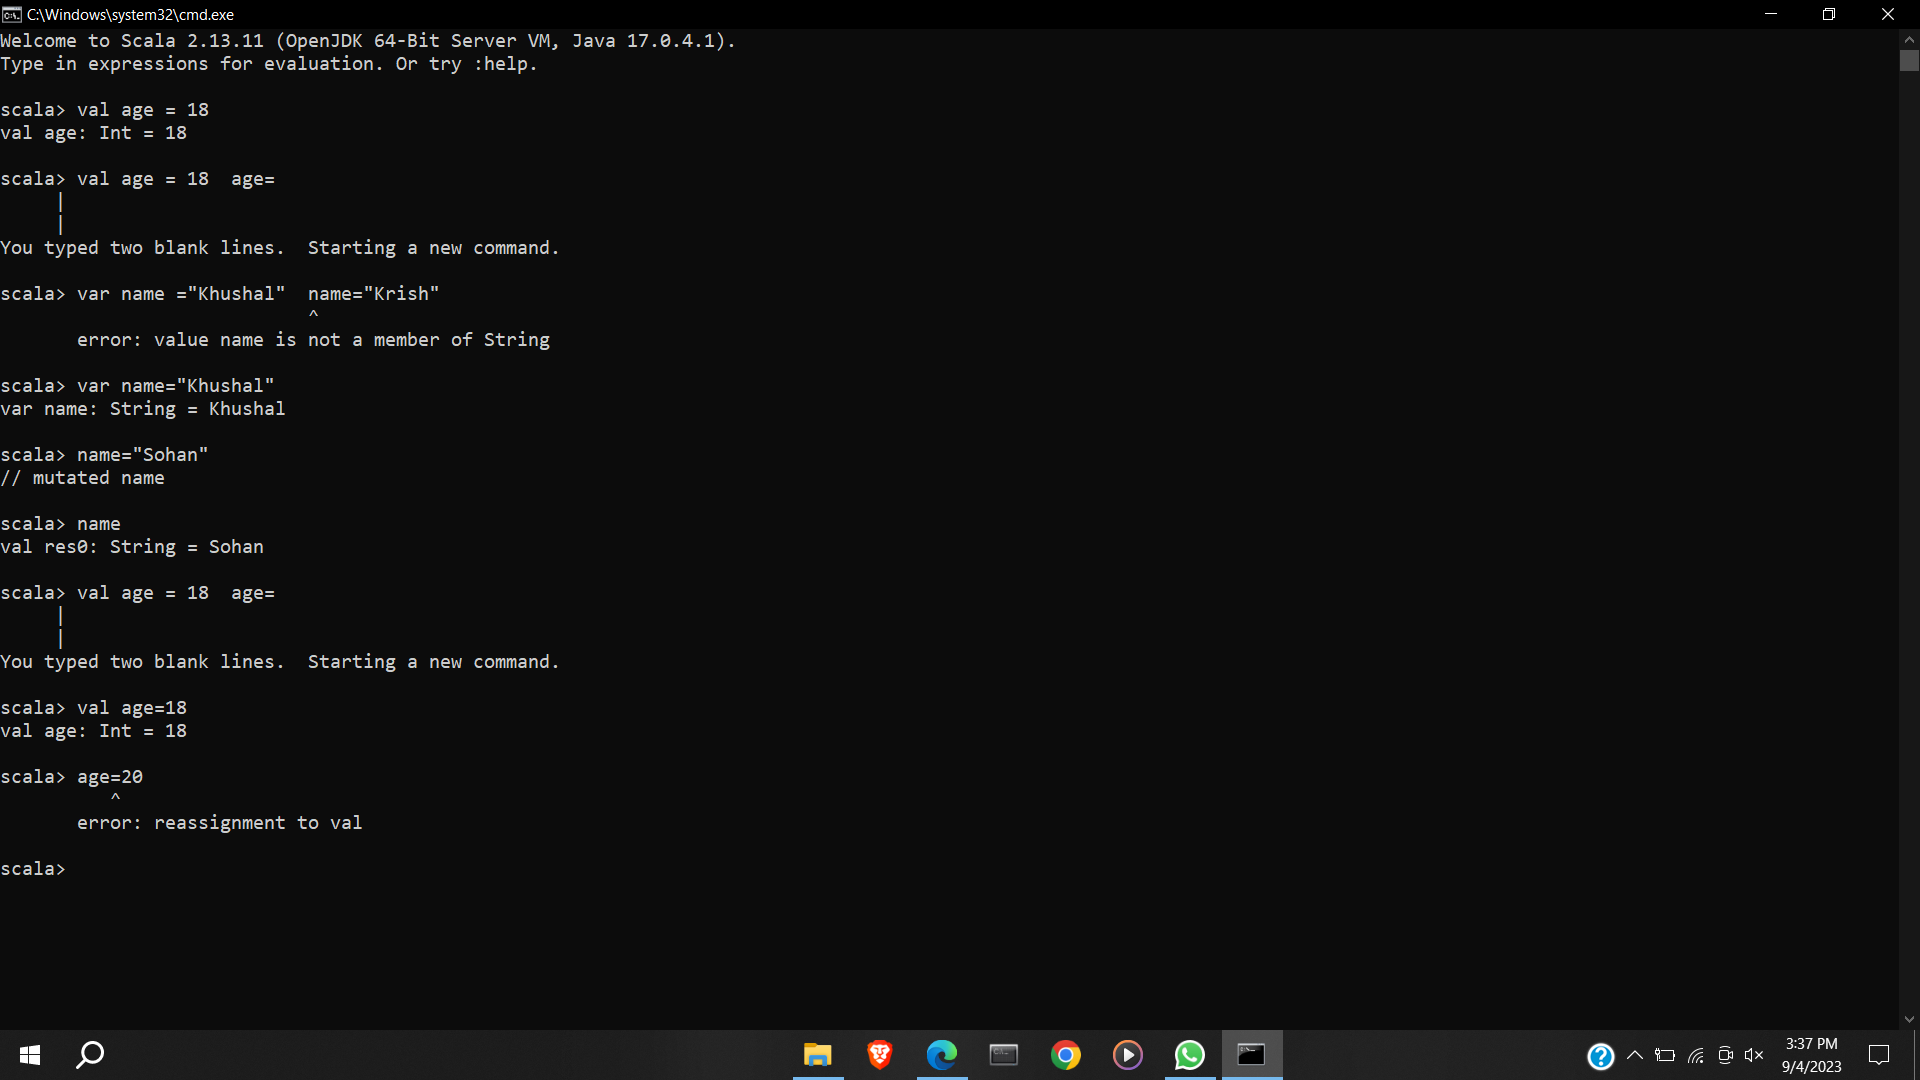 C:\Windows\system32\cmd.exe
Welcome to Scala 2.13.11 (OpenJDK 64-Bit Server VM, Java 17.0.4.1).
Type in expressions for evaluation. Or try :help.
scala> val age = 18
val age: Int = 18
scala> val age = 18  age=
     |
     |
You typed two blank lines.  Starting a new command.
scala> var name ="Khushal"  name="Krish"
                            ^
       error: value name is not a member of String
scala> var name="Khushal"
var name: String = Khushal
scala> name="Sohan"
// mutated name
scala> name
val res0: String = Sohan
scala> val age = 18  age=
     |
     |
You typed two blank lines.  Starting a new command.
scala> val age=18
val age: Int = 18
scala> age=20
          ^
       error: reassignment to val
scala>
3:37 PM
9/4/2023